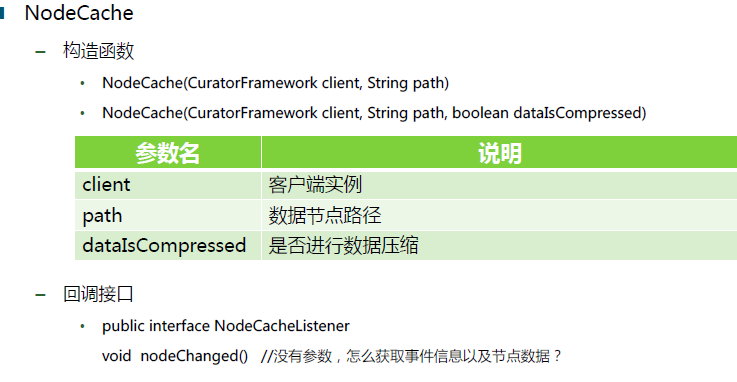 NodeCache
– 构造函数
• NodeCache(CuratorFramework client, String path)
• NodeCache(CuratorFramework client, String path, boolean dataIsCompressed)
参数名 说明
client 客户端实例
path 数据节点路径
dataIsCompressed 是否进行数据压缩
– 回调接口
• public interface NodeCacheListener
void nodeChanged() //没有参数，怎么获取事件信息以及节点数据？